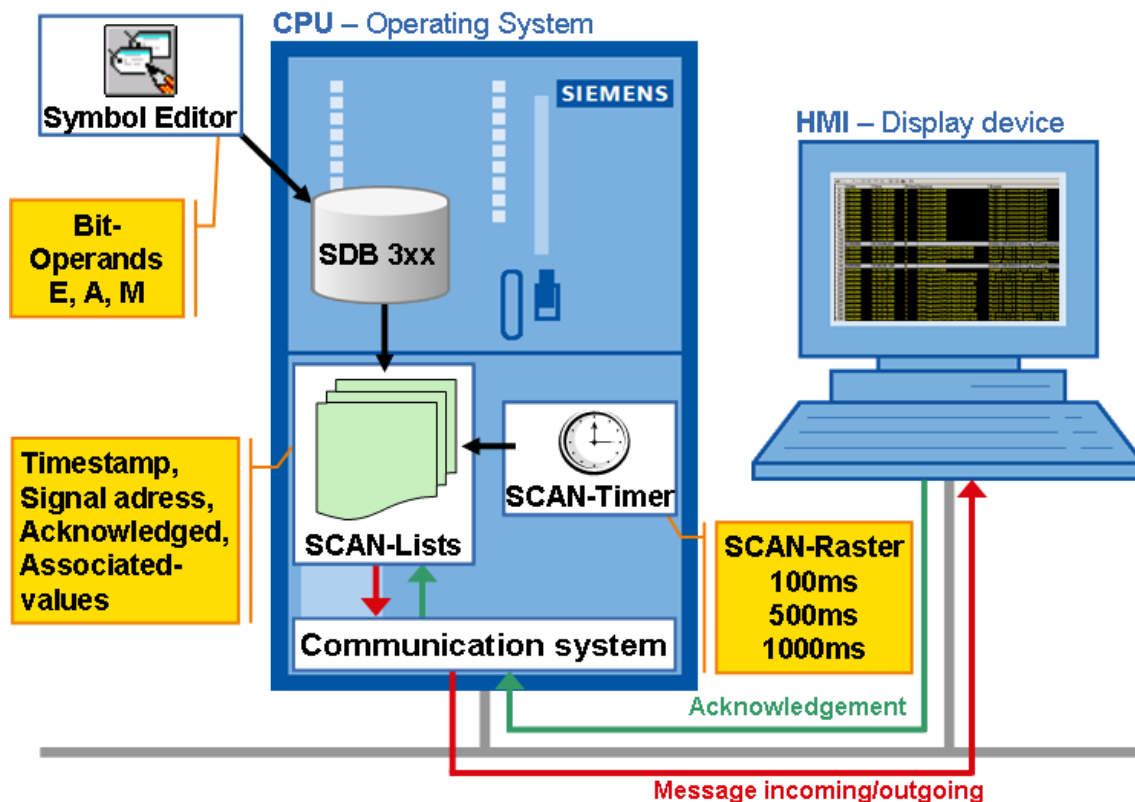 CPU – Operating System
Symbol Editor
SIEMENS
HMI – Display device
Bit-
Operands
E, A, M
SDB 3xx
Timestamp,
Signal adress,
Acknowledged,
Associated-
values
SCAN-Lists
SCAN-Timer
SCAN-Raster
100ms
500ms
1000ms
Communication system
Acknowledgement
Message incoming/outgoing